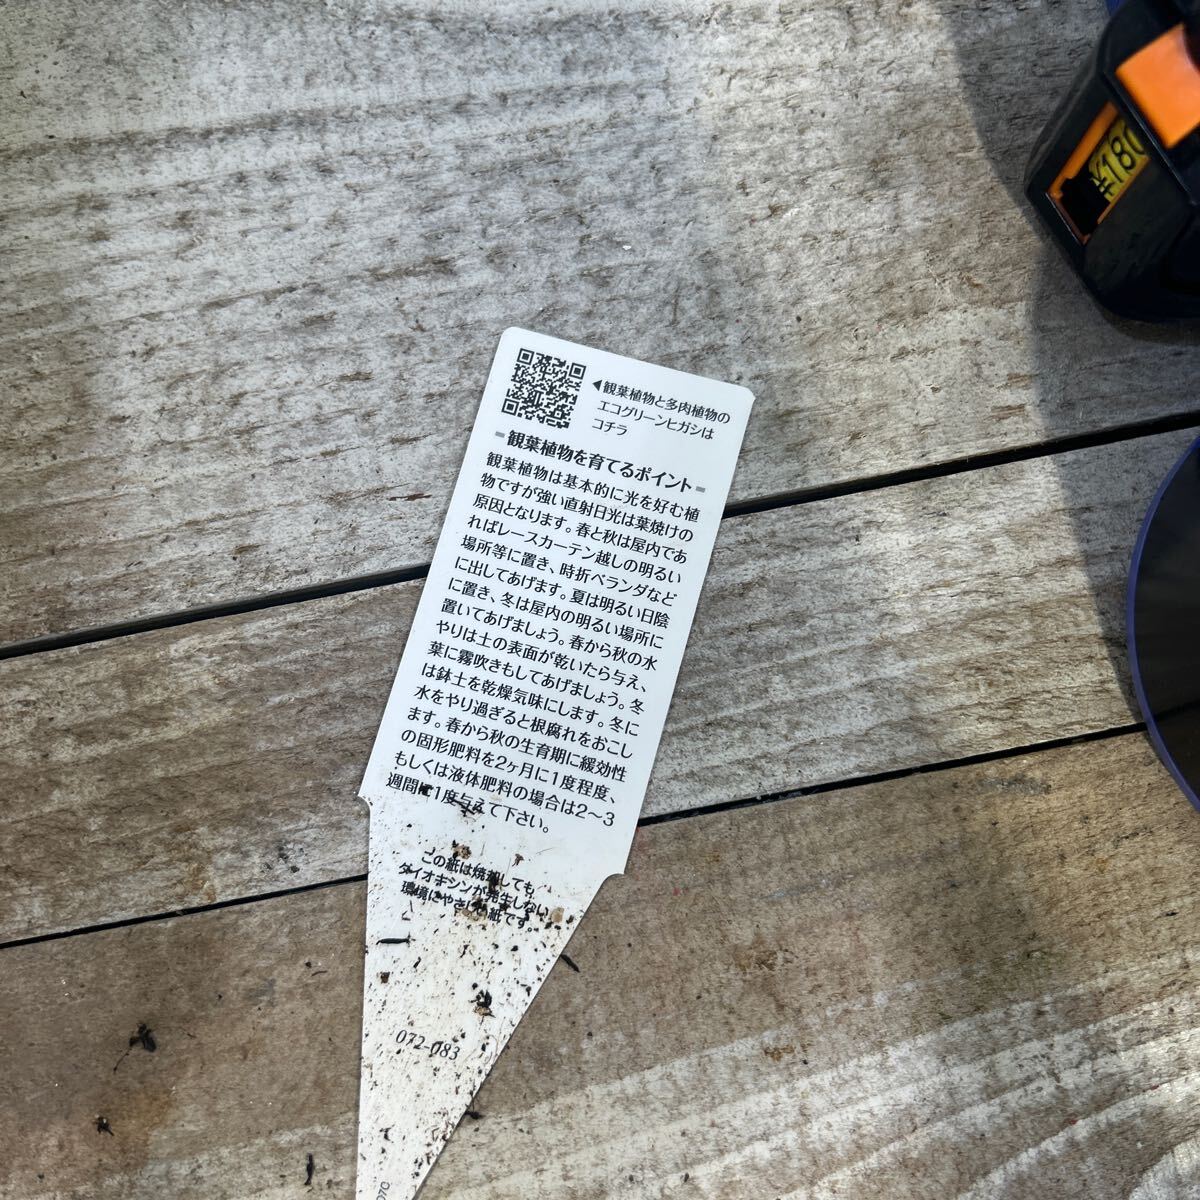 ◀観葉植物と多肉植物の
エコグリーンヒガシは
コチラ
観葉植物を育てるポイント
観葉植物は基本的に光を好む植
物ですが強い直射日光は葉焼けの
原因となります。春と秋は屋内であ
ればレースカーテン越しの明るい
場所等に置き、時折ベランダなど
に出してあげます。夏は明るい日陰
に置き、冬は屋内の明るい場所に
置いてあげましょう。春から秋の水
やりは土の表面が乾いたら与え、
葉に霧吹きもしてあげましょう。冬
は鉢土を乾燥気味にします。冬に
水をやり過ぎると根腐れをおこし
ます。春から秋の生育期に緩効性
の固形肥料を2ヶ月に1度程度、
もしくは液体肥料の場合は2～3
週間に1度与えて下さい。
この紙は焼却しても
ダイオキシンが発生しない
環境にやさしい紙です。
072-083
¥180